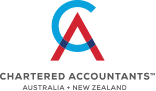 CHARTERED ACCOUNTANTS™
AUSTRALIA + NEW ZEALAND